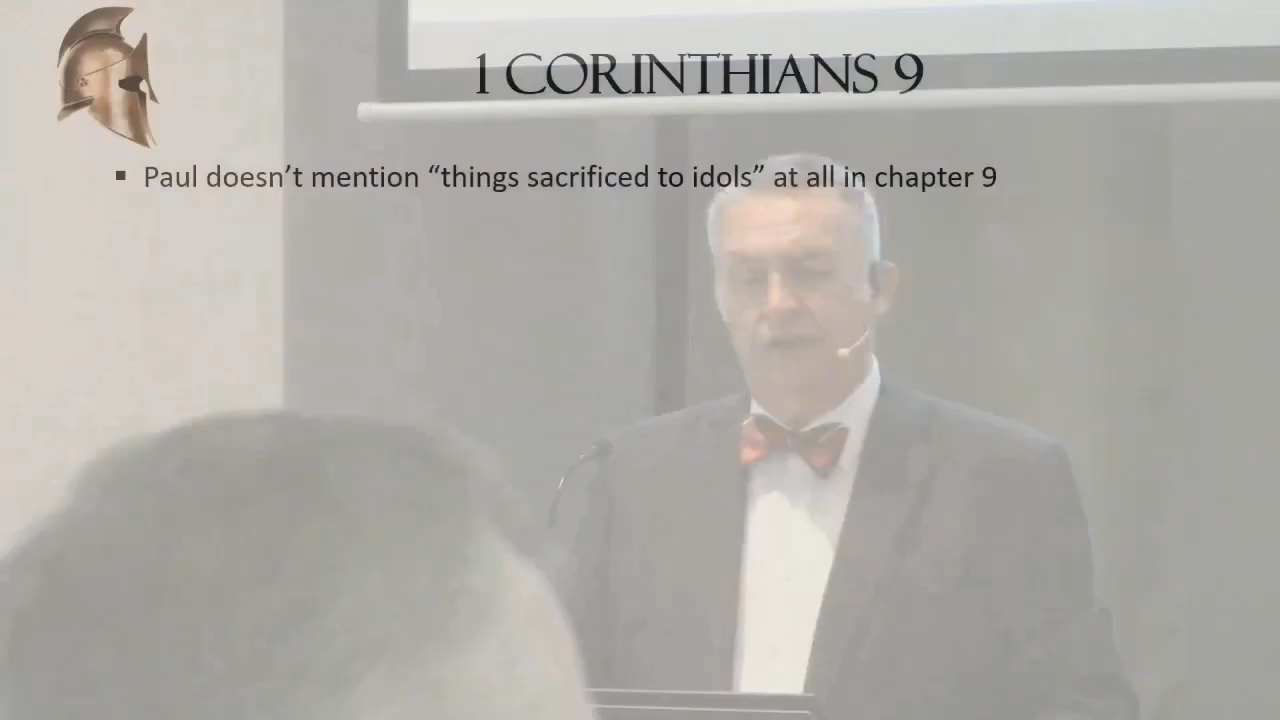 1 CORINTHIANS 9
▪ Paul doesn’t mention “things sacrificed to idols” at all in chapter 9